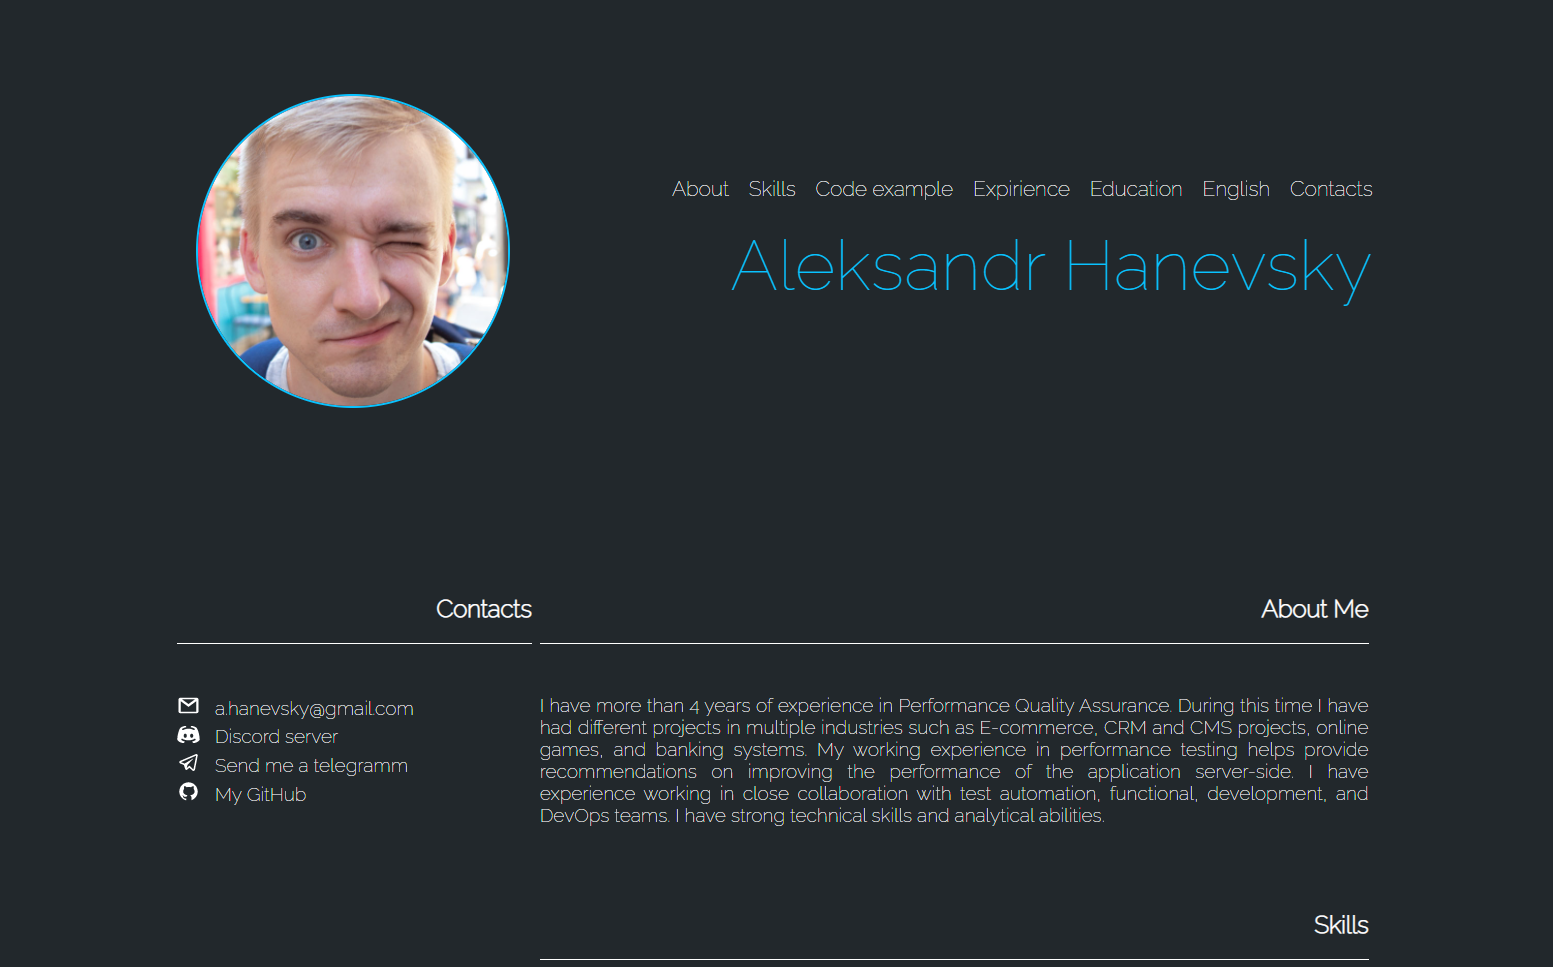 About Skills Code example Expirience Education English Contacts
Aleksandr Hanevsky
Contacts
a.hanevsky@gmail.com
Discord server
Send me a telegramm
My GitHub
About Me
I have more than 4 years of experience in Performance Quality Assurance. During this time I have
had different projects in multiple industries such as E-commerce, CRM and CMS projects, online
games, and banking systems. My working experience in performance testing helps provide
recommendations on improving the performance of the application server-side. I have
experience working in close collaboration with test automation, functional, development, and
DevOps teams. I have strong technical skills and analytical abilities.
Skills